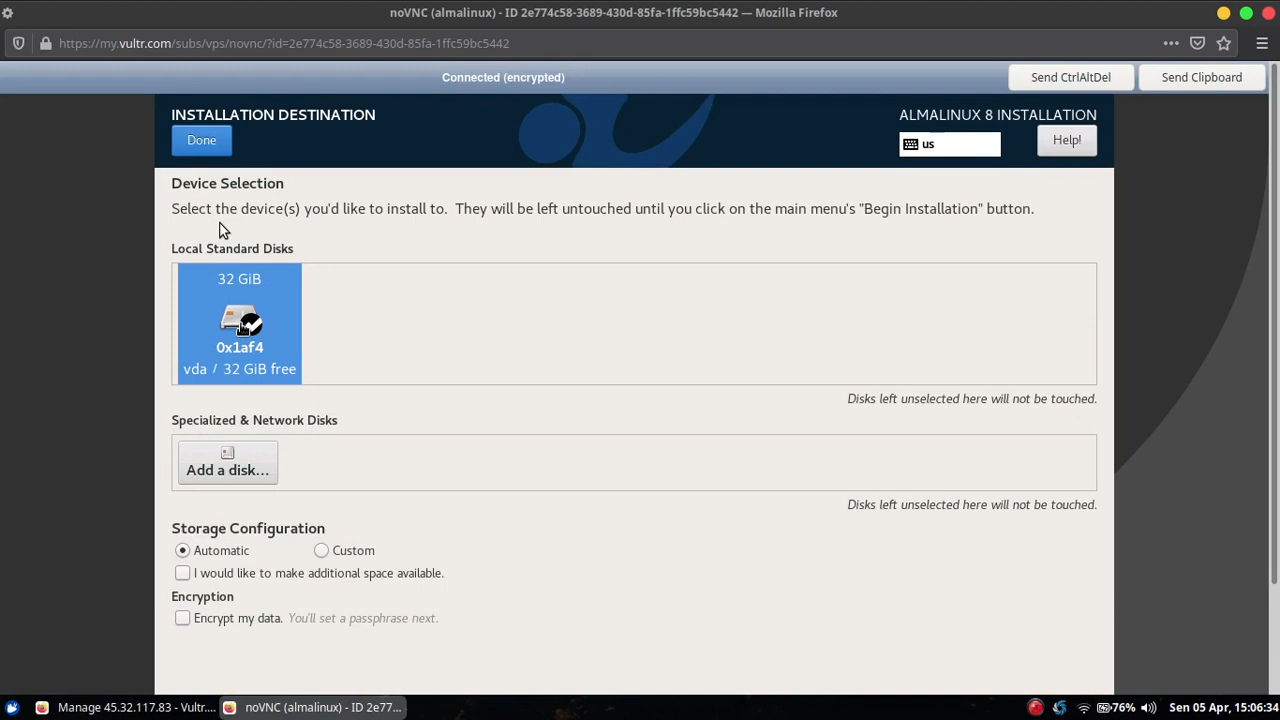 noVNC (almalinux) - ID 2e774c58-3689-430d-85fa-1ffc59bc5442 — Mozilla Firefox
https://my.vultr.com/subs/vps/novnc/?id=2e774c58-3689-430d-85fa-1ffc59bc5442
Connected (encrypted)
Send CtrlAltDel
Send Clipboard
INSTALLATION DESTINATION
ALMALINUX 8 INSTALLATION
Done
us
Help!
Device Selection
Select the device(s) you'd like to install to. They will be left untouched until you click on the main menu's "Begin Installation" button.
Local Standard Disks
32 GiB
0x1af4
vda / 32 GiB free
Disks left unselected here will not be touched.
Specialized & Network Disks
Add a disk...
Disks left unselected here will not be touched.
Storage Configuration
Automatic
Custom
I would like to make additional space available.
Encryption
Encrypt my data. You'll set a passphrase next.
Manage 45.32.117.83 - Vultr....
noVNC (almalinux) - ID 2e77...
76%
Sen 05 Apr, 15:06:34